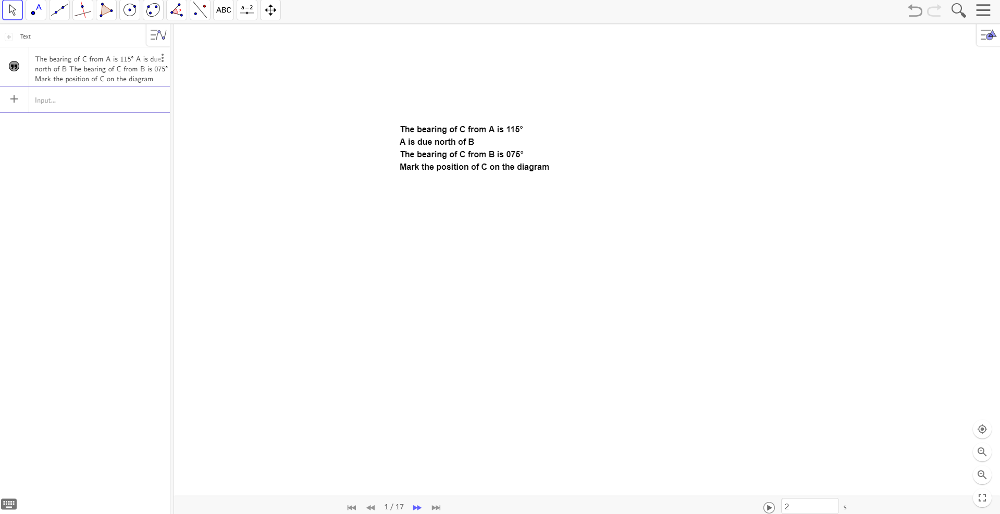 A
ABC
a=2
Text
The bearing of C from A is 115° A is due
north of B The bearing of C from B is 075°
Mark the position of C on the diagram
Input...
The bearing of C from A is 115°
A is due north of B
The bearing of C from B is 075°
Mark the position of C on the diagram
1 / 17
2
s